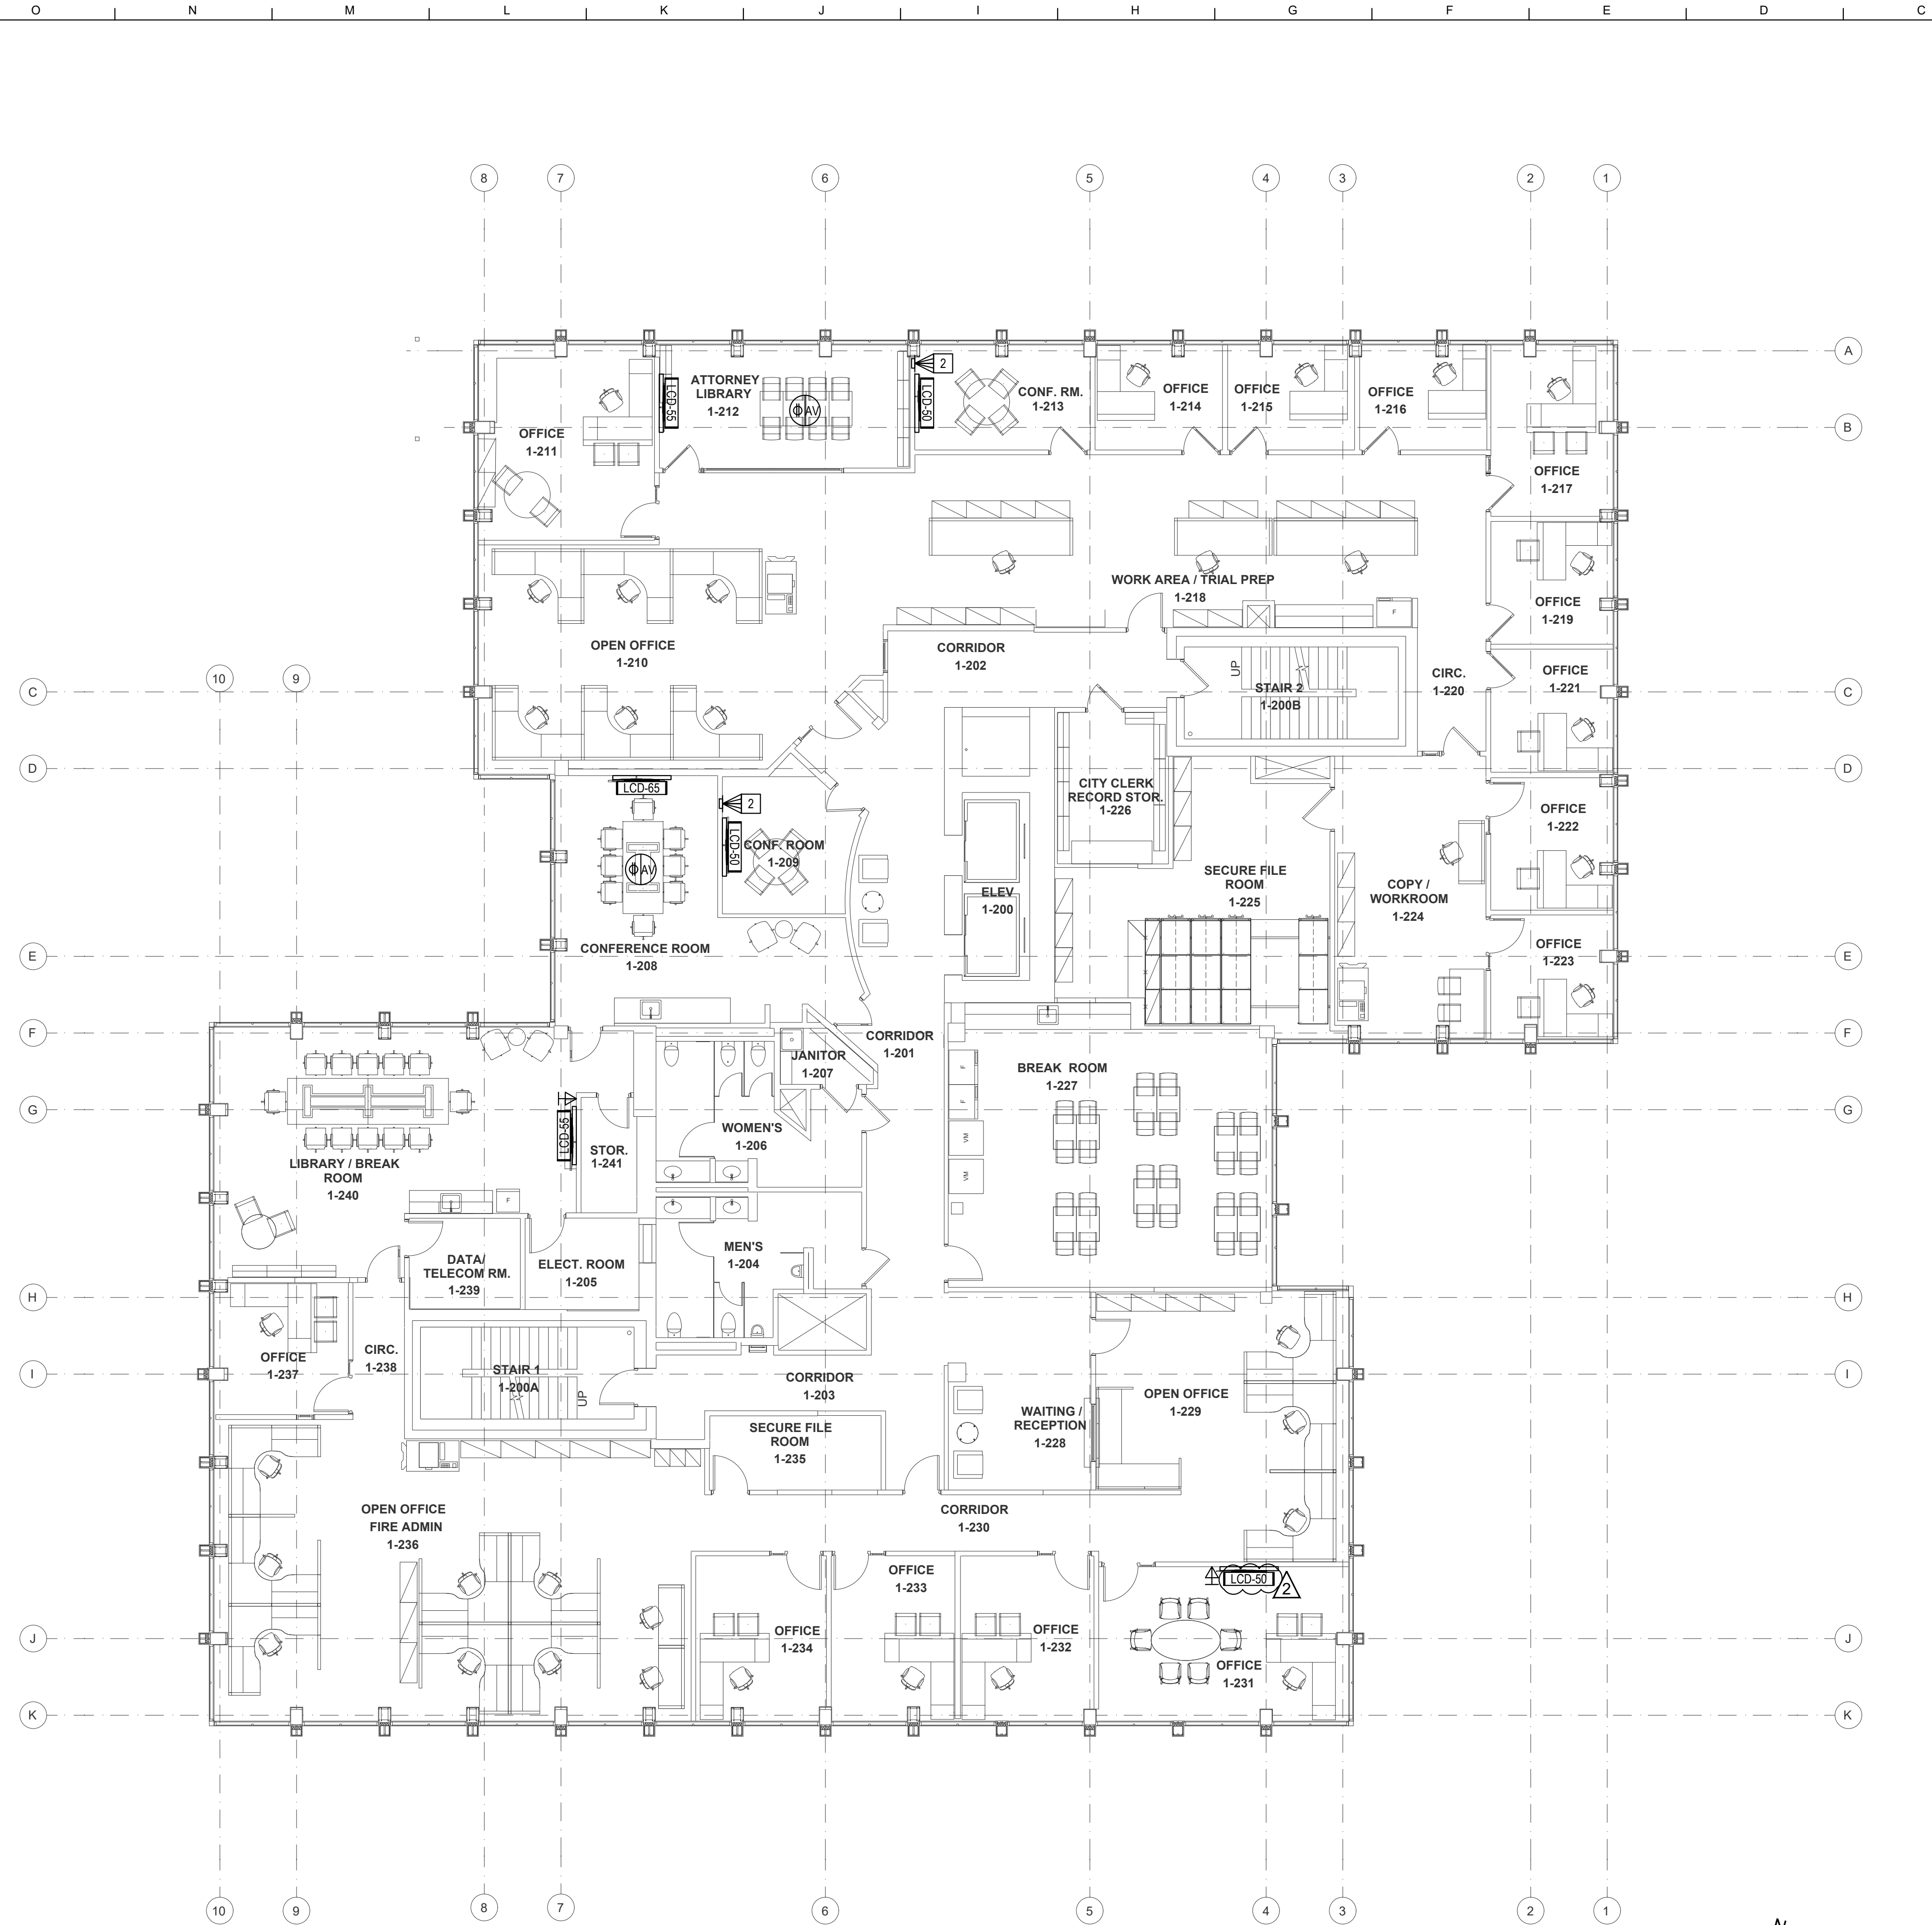 O N M L K J I H G F E D C
8 7 6 5 4 3 2 1
A
B
ATTORNEY
LIBRARY
1-212
LCD-55
AV
2
LCD-50
CONF. RM.
1-213
OFFICE
1-214
OFFICE
1-215
OFFICE
1-216
OFFICE
1-211
OFFICE
1-217
WORK AREA / TRIAL PREP
1-218
F
OFFICE
1-219
OPEN OFFICE
1-210
CORRIDOR
1-202
UP
STAIR 2
1-200B
CIRC.
1-220
OFFICE
1-221
10 9
C C
D D
LCD-65
2
LCD-50
CONF. ROOM
1-209
AV
CITY CLERK
RECORD STOR.
1-226
OFFICE
1-222
SECURE FILE
ROOM
1-225
COPY /
WORKROOM
1-224
ELEV
1-200
CONFERENCE ROOM
1-208
OFFICE
1-223
E E
F F
CORRIDOR
1-201
JANITOR
1-207
BREAK ROOM
1-227
F
F
VM
VM
G G
LCD-55
STOR.
1-241
WOMEN'S
1-206
LIBRARY / BREAK
ROOM
1-240
F
DATA/
TELECOM RM.
1-239
ELECT. ROOM
1-205
MEN'S
1-204
H H
OFFICE
1-237
CIRC.
1-238
STAIR 1
1-200A
UP
CORRIDOR
1-203
I I
OPEN OFFICE
1-229
WAITING /
RECEPTION
1-228
SECURE FILE
ROOM
1-235
OPEN OFFICE
FIRE ADMIN
1-236
CORRIDOR
1-230
OFFICE
1-233
LCD-50
2
OFFICE
1-234
OFFICE
1-232
OFFICE
1-231
J J
K K
10 9 8 7 6 5 4 3 2 1